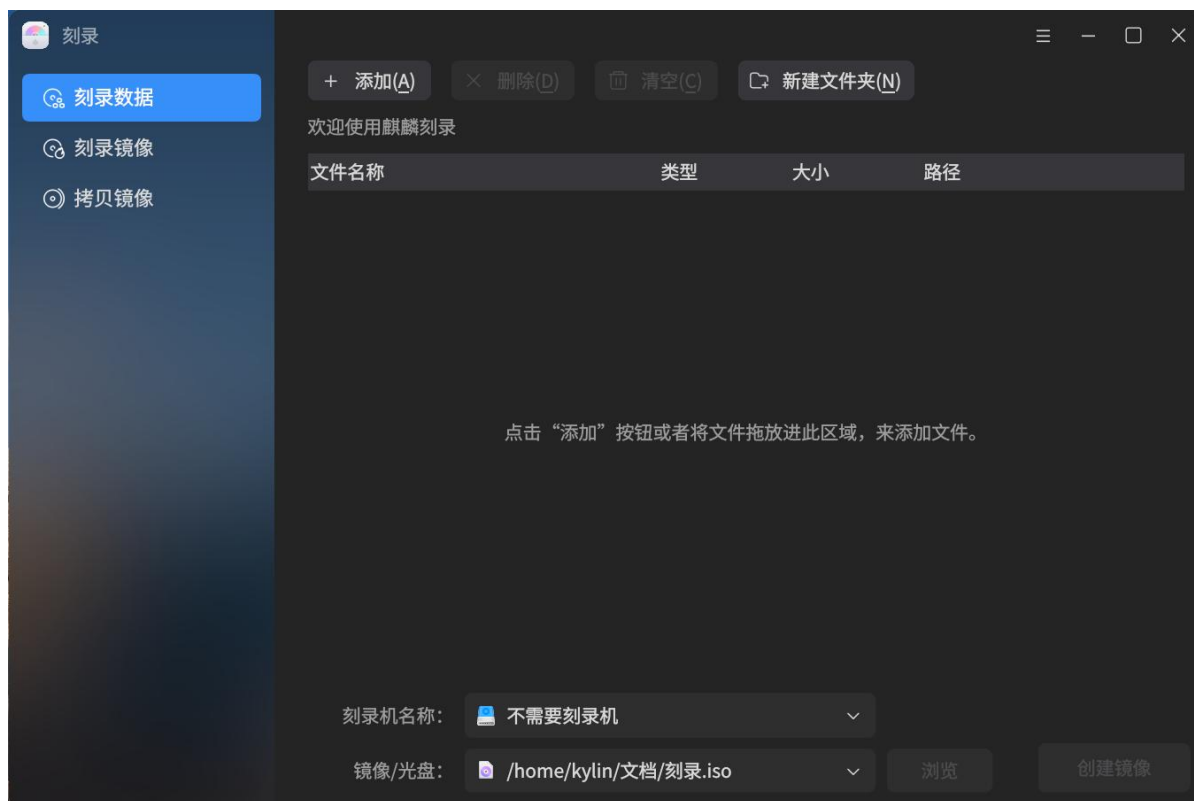 刻录
刻录数据
刻录镜像
拷贝镜像
+ 添加(A) × 删除(D) 清空(C) 新建文件夹(N)
欢迎使用麒麟刻录
文件名称 类型 大小 路径
点击“添加”按钮或者将文件拖放进此区域，来添加文件。
刻录机名称： 不需要刻录机
镜像/光盘： /home/kylin/文档/刻录.iso 浏览 创建镜像